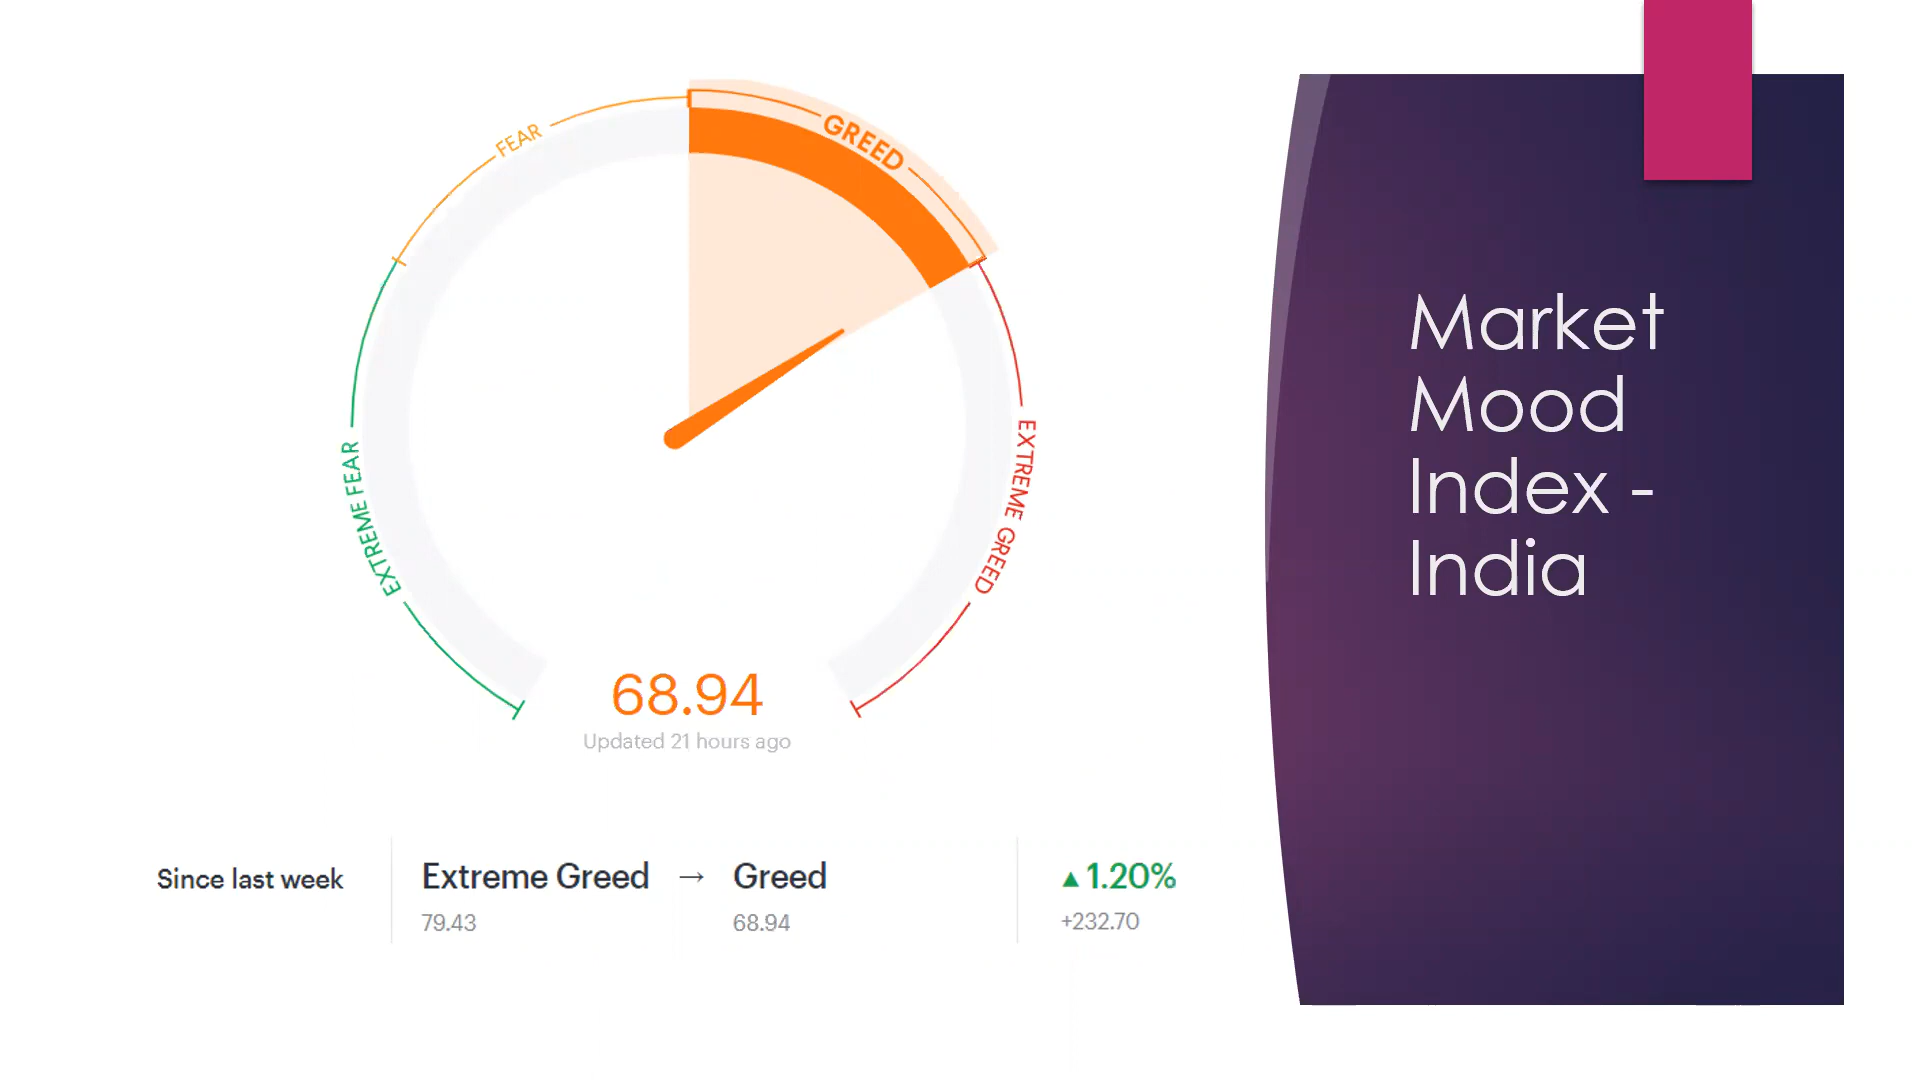 FEAR
GREED
EXTREME FEAR
EXTREME GREED
68.94
Updated 21 hours ago
Since last week
Extreme Greed → Greed
79.43
68.94
▲1.20%
+232.70
Market
Mood
Index -
India